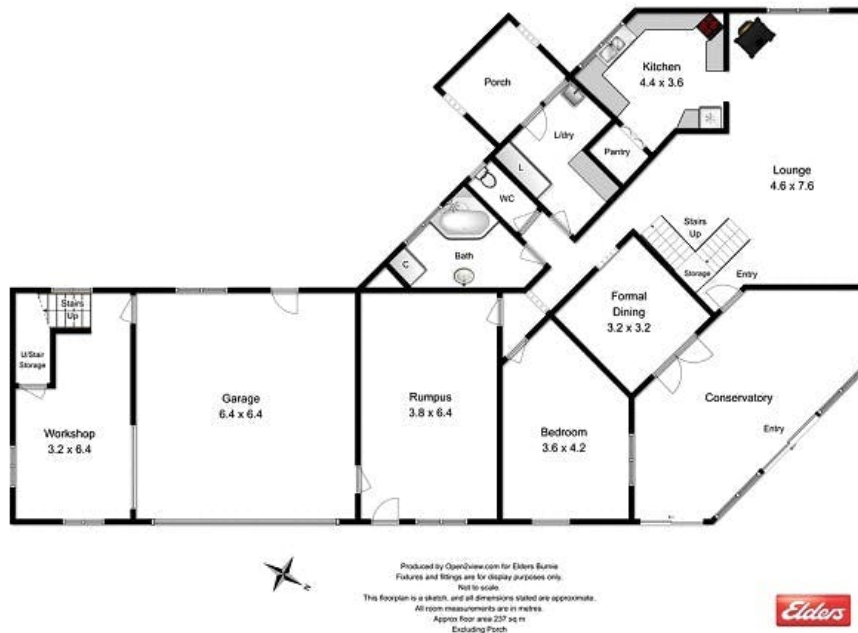 Kitchen
4.4 x 3.6
Porch
L/dry
Pantry
L
WC
Lounge
4.6 x 7.6
Stairs
Up
Storage
Entry
Bath
C
Formal
Dining
3.2 x 3.2
Stairs
Up
U/Stair
Storage
Garage
6.4 x 6.4
Rumpus
3.8 x 6.4
Conservatory
Workshop
3.2 x 6.4
Bedroom
3.6 x 4.2
Entry
N
Produced by Open2view.com for Elders Burnie
Fixtures and fittings are for display purposes only.
Not to scale.
This floorplan is a sketch, and all dimensions stated are approximate.
All room measurements are in metres.
Approx floor area 237 sq m
Excluding Porch
Elders